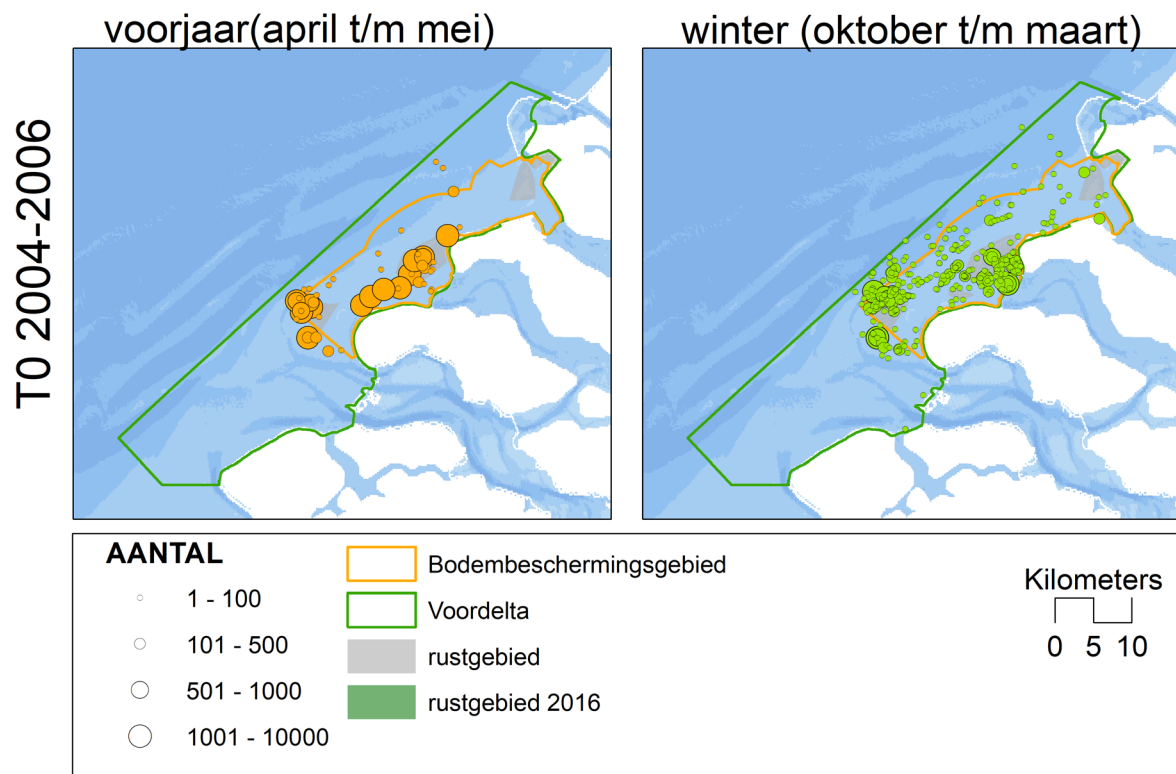 voorjaar(april t/m mei)
winter (oktober t/m maart)
T0 2004-2006
AANTAL
1 - 100
101 - 500
501 - 1000
1001 - 10000
Bodembeschermingsgebied
Voordelta
rustgebied
rustgebied 2016
Kilometers
0 5 10